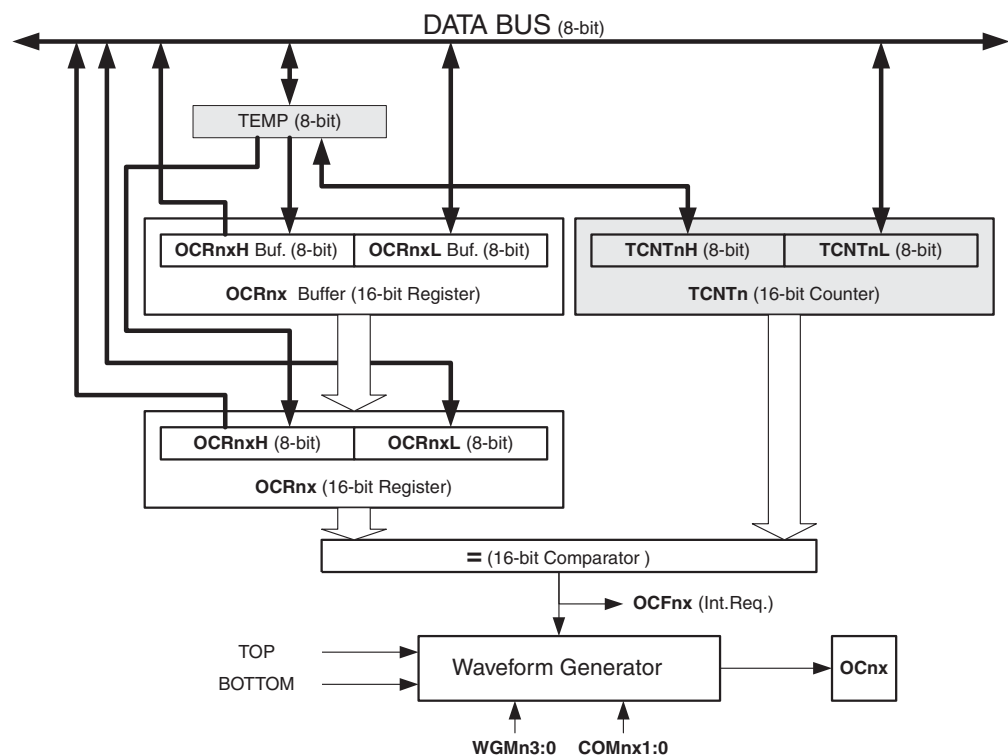 DATA BUS (8-bit)
TEMP (8-bit)
OCRnxH Buf. (8-bit) OCRnxL Buf. (8-bit)
OCRnx Buffer (16-bit Register)
TCNTnH (8-bit) TCNTnL (8-bit)
TCNTn (16-bit Counter)
OCRnxH (8-bit) OCRnxL (8-bit)
OCRnx (16-bit Register)
= (16-bit Comparator )
OCFnx (Int.Req.)
TOP
BOTTOM
Waveform Generator
OCnx
WGMn3:0 COMnx1:0